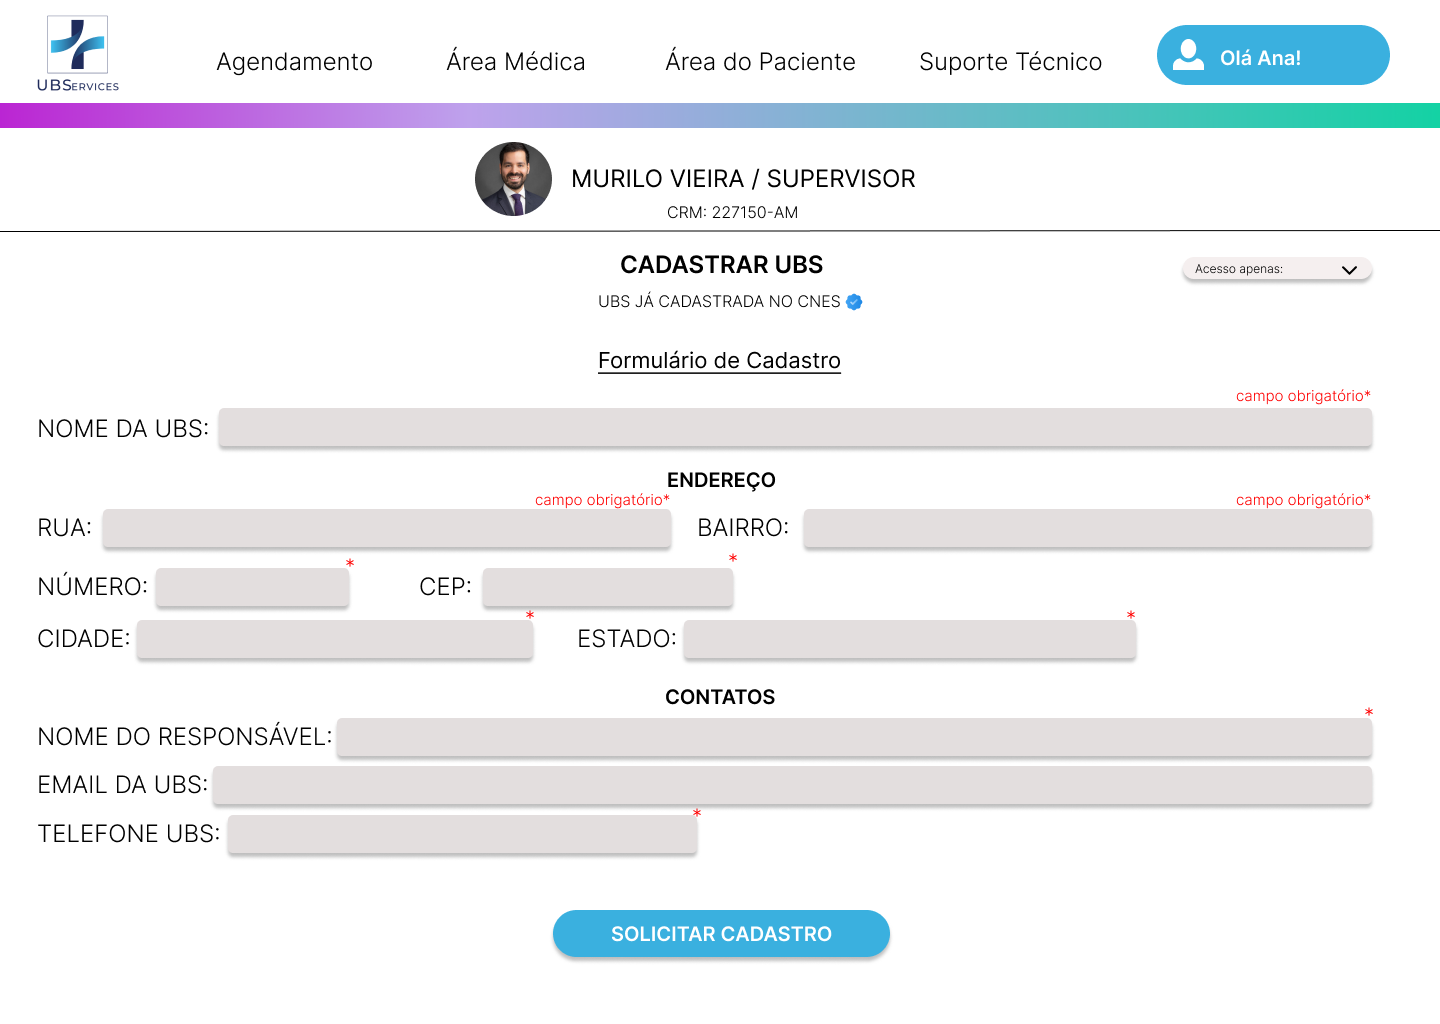 UBSERVICES
Agendamento Área Médica Área do Paciente Suporte Técnico Olá Ana!
MURILO VIEIRA / SUPERVISOR
CRM: 227150-AM
CADASTRAR UBS
Acesso apenas:
UBS JÁ CADASTRADA NO CNES
Formulário de Cadastro
campo obrigatório*
NOME DA UBS:
ENDEREÇO
campo obrigatório* campo obrigatório*
RUA: BAIRRO:
* *
NÚMERO: CEP:
* *
CIDADE: ESTADO:
CONTATOS
*
NOME DO RESPONSÁVEL:
EMAIL DA UBS:
*
TELEFONE UBS:
SOLICITAR CADASTRO